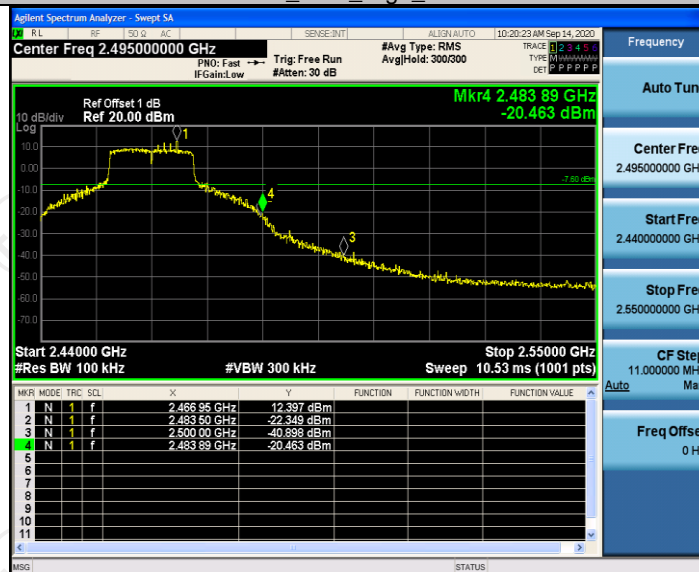 Agilent Spectrum Analyzer - Swept SA
RL RF 50 Ω AC SENSE:INT ALIGN AUTO 10:20:23 AM Sep 14, 2020
Center Freq 2.495000000 GHz
PNO: Fast
IFGain:Low
Trig: Free Run
#Atten: 30 dB
#Avg Type: RMS
Avg|Hold: 300/300
TRACE 1 2 3 4 5 6
TYPE M
DET P P P P P P
Frequency
Ref Offset 1 dB
10 dB/div Ref 20.00 dBm
Log
Mkr4 2.483 89 GHz
-20.463 dBm
10.0
0.00
-10.0
-20.0
-30.0
-40.0
-50.0
-60.0
-70.0
1
4
3
-7.60 dBm
Start 2.44000 GHz Stop 2.55000 GHz
#Res BW 100 kHz #VBW 300 kHz Sweep 10.53 ms (1001 pts)
MKR MODE TRC SCL X Y FUNCTION FUNCTION WIDTH FUNCTION VALUE
1 N 1 f 2.466 95 GHz 12.397 dBm
2 N 1 f 2.483 50 GHz -22.349 dBm
3 N 1 f 2.500 00 GHz -40.898 dBm
4 N 1 f 2.483 89 GHz -20.463 dBm
5
6
7
8
9
10
11
MSG STATUS
Auto Tun
Center Fre
2.495000000 GH
Start Fre
2.440000000 GH
Stop Fre
2.550000000 GH
CF Step
11.000000 MH
Auto Ma
Freq Offse
0 H